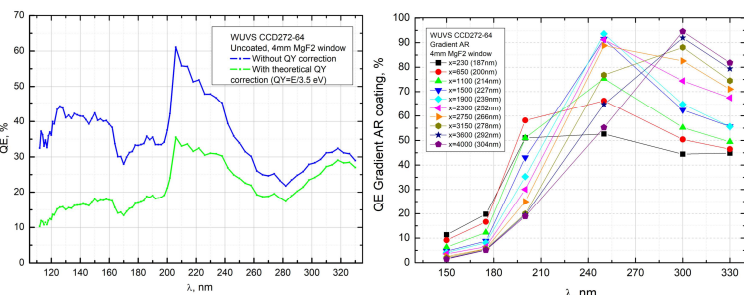 70
60
50
40
30
20
10
0
QE, %
WUVS CCD272-64
Uncoated, 4mm MgF2 window
Without QY correction
With theoretical QY
correction (QY=E/3.5 eV)
120 140 160 180 200 220 240 260 280 300 320
λ, nm
100
90
80
70
60
50
40
30
20
10
0
QE Gradient AR coating, %
WUVS CCD272-64
Gradient AR
4mm MgF2 window
x=230 (187nm)
x=650 (200nm)
x=1100 (214nm)
x=1500 (227nm)
x=1900 (239nm)
x=2300 (252nm)
x=2750 (266nm)
x=3150 (278nm)
x=3600 (292nm)
x=4000 (304nm)
150 180 210 240 270 300 330
λ, nm